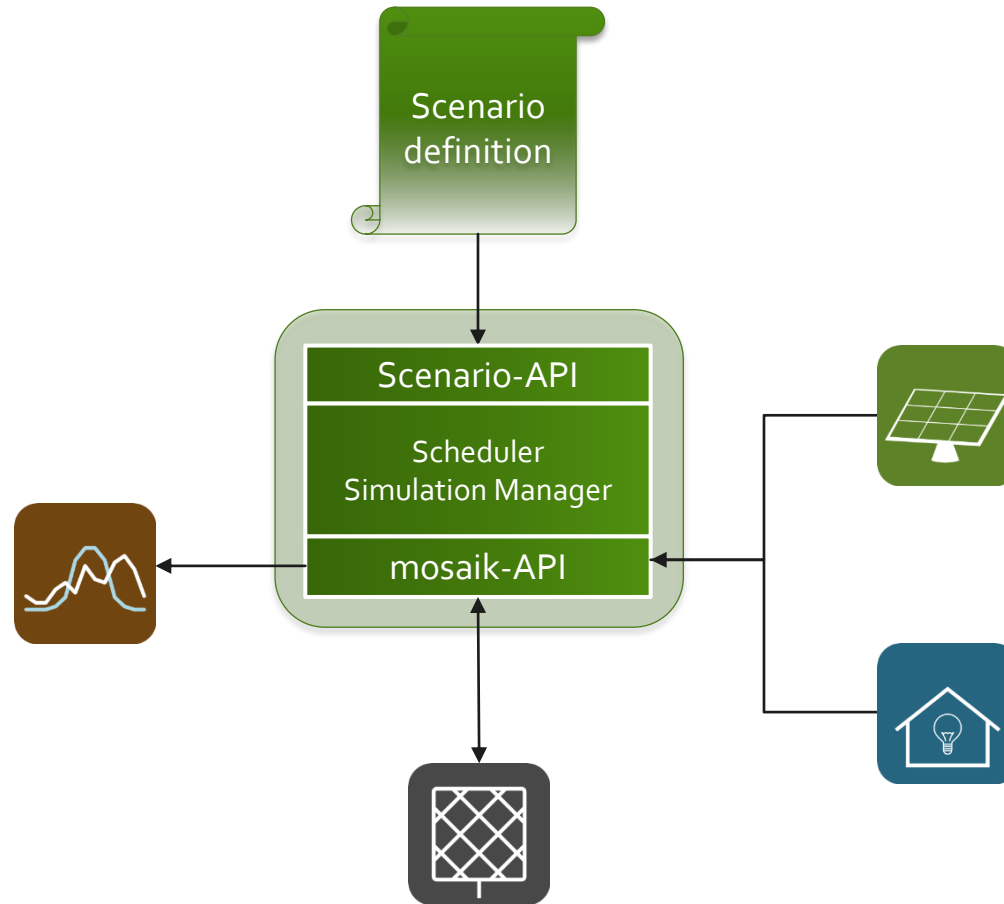 Scenario
definition
Scenario-API
Scheduler
Simulation Manager
mosaik-API